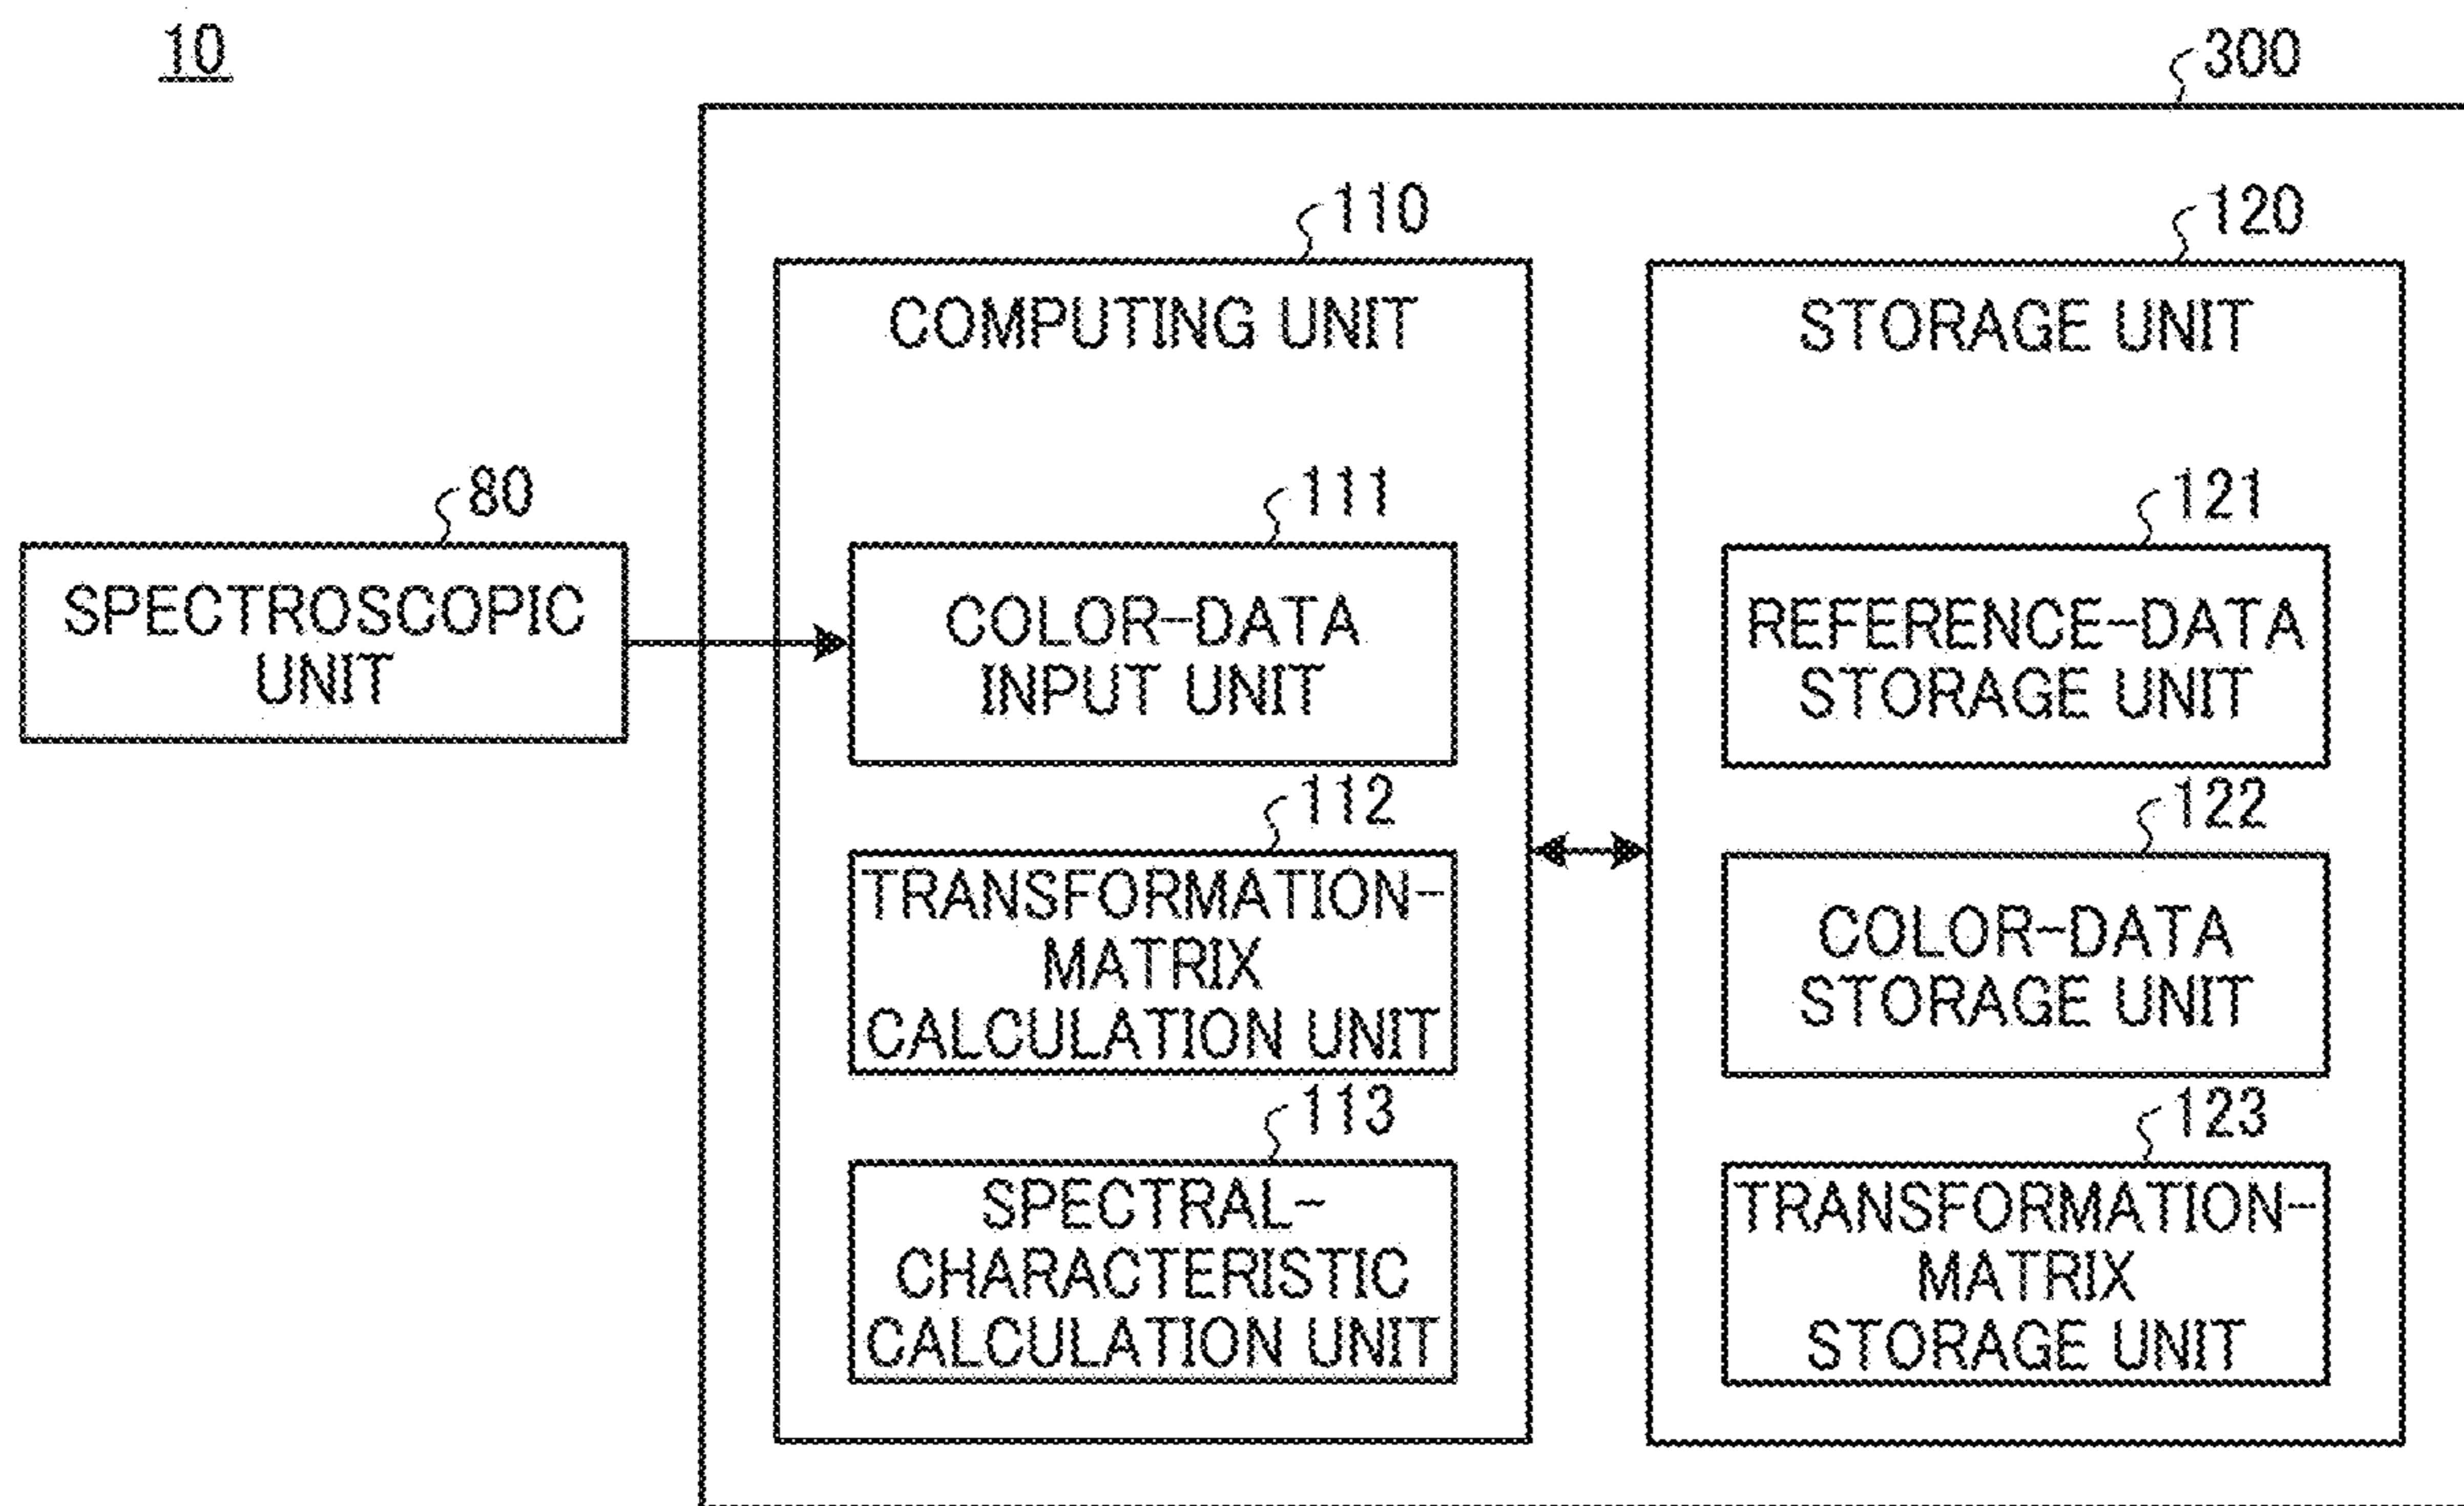 10
300
110
120
COMPUTING UNIT
STORAGE UNIT
80
SPECTROSCOPIC
UNIT
111
COLOR-DATA
INPUT UNIT
112
TRANSFORMATION-
MATRIX
CALCULATION UNIT
113
SPECTRAL-
CHARACTERISTIC
CALCULATION UNIT
121
REFERENCE-DATA
STORAGE UNIT
122
COLOR-DATA
STORAGE UNIT
123
TRANSFORMATION-
MATRIX
STORAGE UNIT